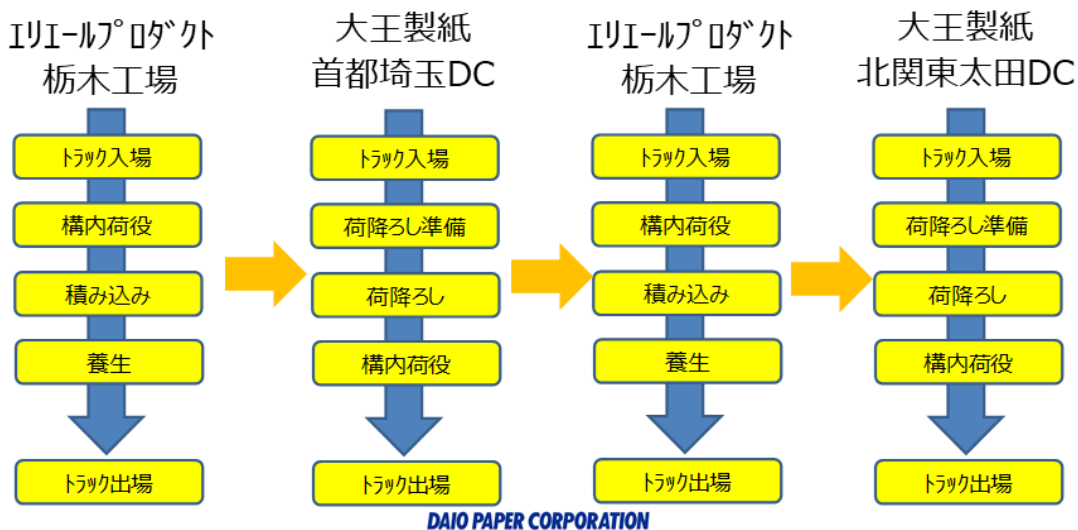 ｴﾘｴｰﾙﾌﾟﾛﾀﾞｸﾄ
栃木工場
ﾄﾗｯｸ入場
構内荷役
積み込み
養生
ﾄﾗｯｸ出場
大王製紙
首都埼玉DC
ﾄﾗｯｸ入場
荷降ろし準備
荷降ろし
構内荷役
ﾄﾗｯｸ出場
ｴﾘｴｰﾙﾌﾟﾛﾀﾞｸﾄ
栃木工場
ﾄﾗｯｸ入場
構内荷役
積み込み
養生
ﾄﾗｯｸ出場
大王製紙
北関東太田DC
ﾄﾗｯｸ入場
荷降ろし準備
荷降ろし
構内荷役
ﾄﾗｯｸ出場
DAIO PAPER CORPORATION